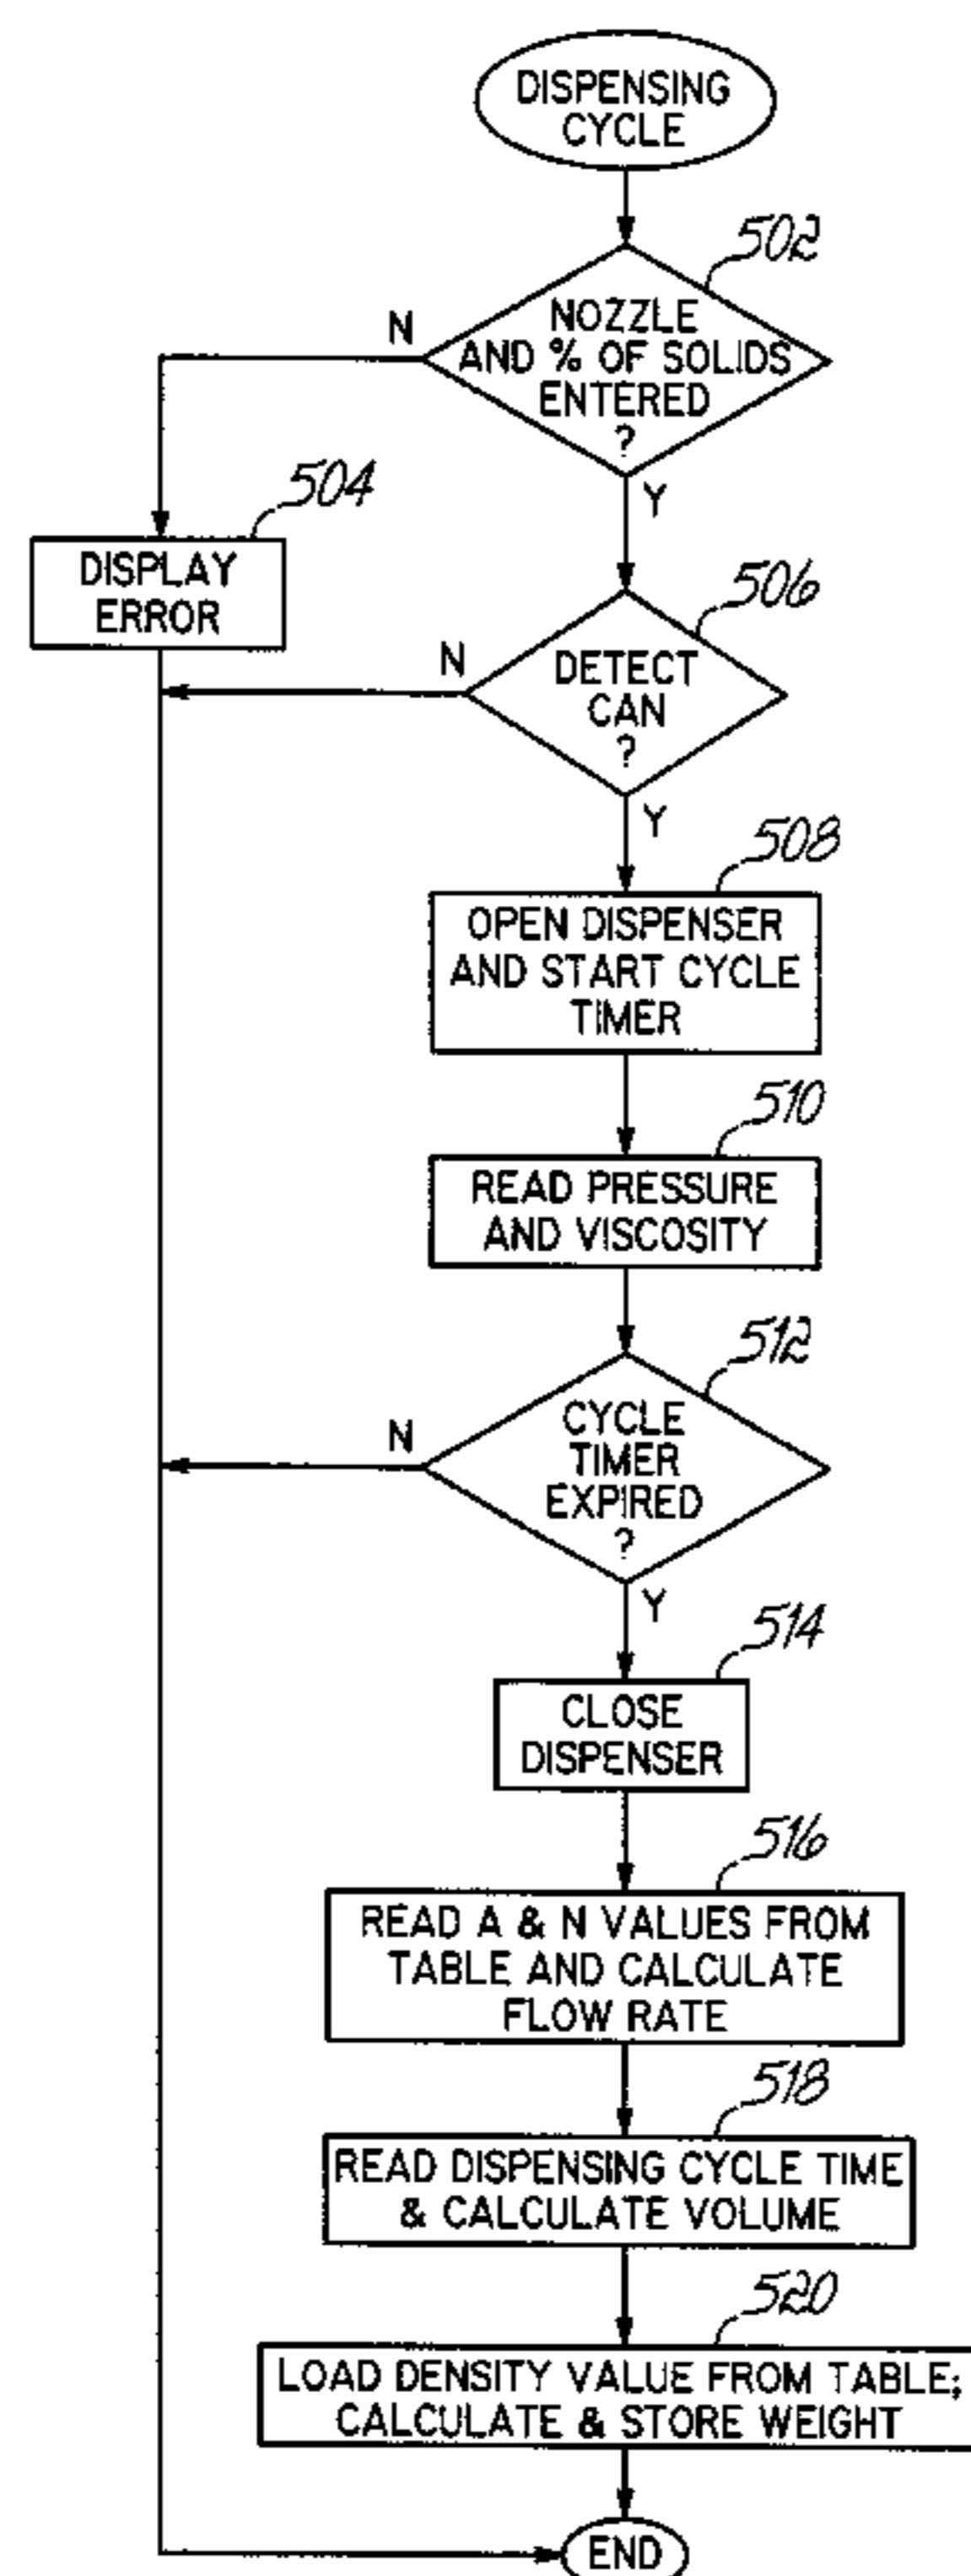 DISPENSING
CYCLE
502
N
NOZZLE
AND % OF SOLIDS
ENTERED
?
Y
504
DISPLAY
ERROR
506
N
DETECT
CAN
?
Y
508
OPEN DISPENSER
AND START CYCLE
TIMER
510
READ PRESSURE
AND VISCOSITY
512
N
CYCLE
TIMER
EXPIRED
?
Y
514
CLOSE
DISPENSER
516
READ A & N VALUES FROM
TABLE AND CALCULATE
FLOW RATE
518
READ DISPENSING CYCLE TIME
& CALCULATE VOLUME
520
LOAD DENSITY VALUE FROM TABLE;
CALCULATE & STORE WEIGHT
END